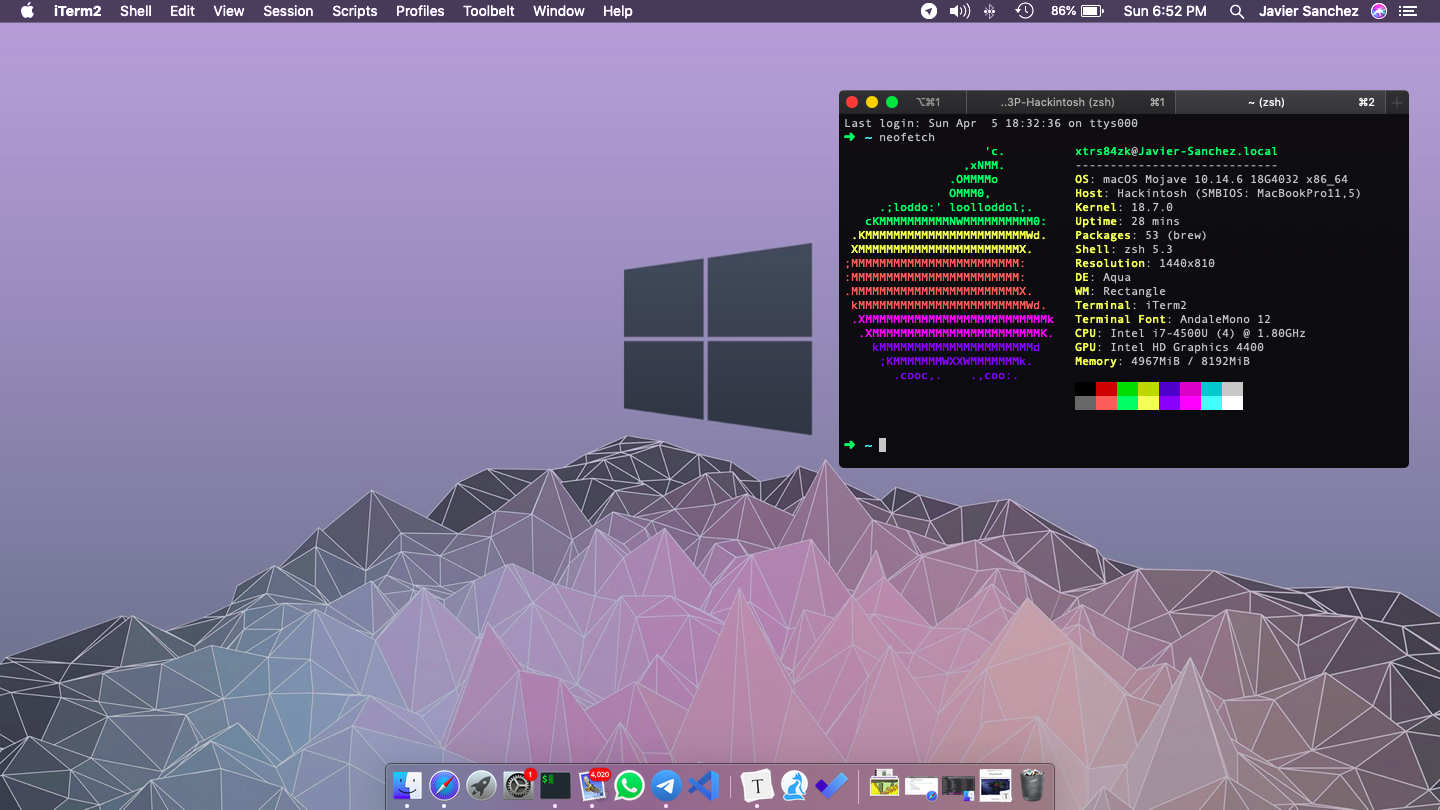 iTerm2 Shell Edit View Session Scripts Profiles Toolbelt Window Help 86% Sun 6:52 PM Javier Sanchez
⌥⌘1 ..3P-Hackintosh (zsh) ⌘1 ~ (zsh) ⌘2 +
Last login: Sun Apr  5 18:32:36 on ttys000
➜  ~ neofetch
                    'c.          xtrs84zk@Javier-Sanchez.local
                 ,xNMM.          -----------------------------
               .OMMMMo           OS: macOS Mojave 10.14.6 18G4032 x86_64
               OMMM0,            Host: Hackintosh (SMBIOS: MacBookPro11,5)
     .;loddo:' loolloddol;.      Kernel: 18.7.0
   cKMMMMMMMMMMNWMMMMMMMMMM0:    Uptime: 28 mins
 .KMMMMMMMMMMMMMMMMMMMMMMMWd.    Packages: 53 (brew)
 XMMMMMMMMMMMMMMMMMMMMMMMX.      Shell: zsh 5.3
;MMMMMMMMMMMMMMMMMMMMMMMM:       Resolution: 1440x810
:MMMMMMMMMMMMMMMMMMMMMMMM:       DE: Aqua
.MMMMMMMMMMMMMMMMMMMMMMMMX.      WM: Rectangle
 kMMMMMMMMMMMMMMMMMMMMMMMMWd.    Terminal: iTerm2
 .XMMMMMMMMMMMMMMMMMMMMMMMMMMk   Terminal Font: AndaleMono 12
  .XMMMMMMMMMMMMMMMMMMMMMMMMK.   CPU: Intel i7-4500U (4) @ 1.80GHz
    kMMMMMMMMMMMMMMMMMMMMMMd     GPU: Intel HD Graphics 4400
     ;KMMMMMMMWXXWMMMMMMMk.      Memory: 4967MiB / 8192MiB
       .cooc,.    .,coo:.
➜  ~
1 $ 4,020 T